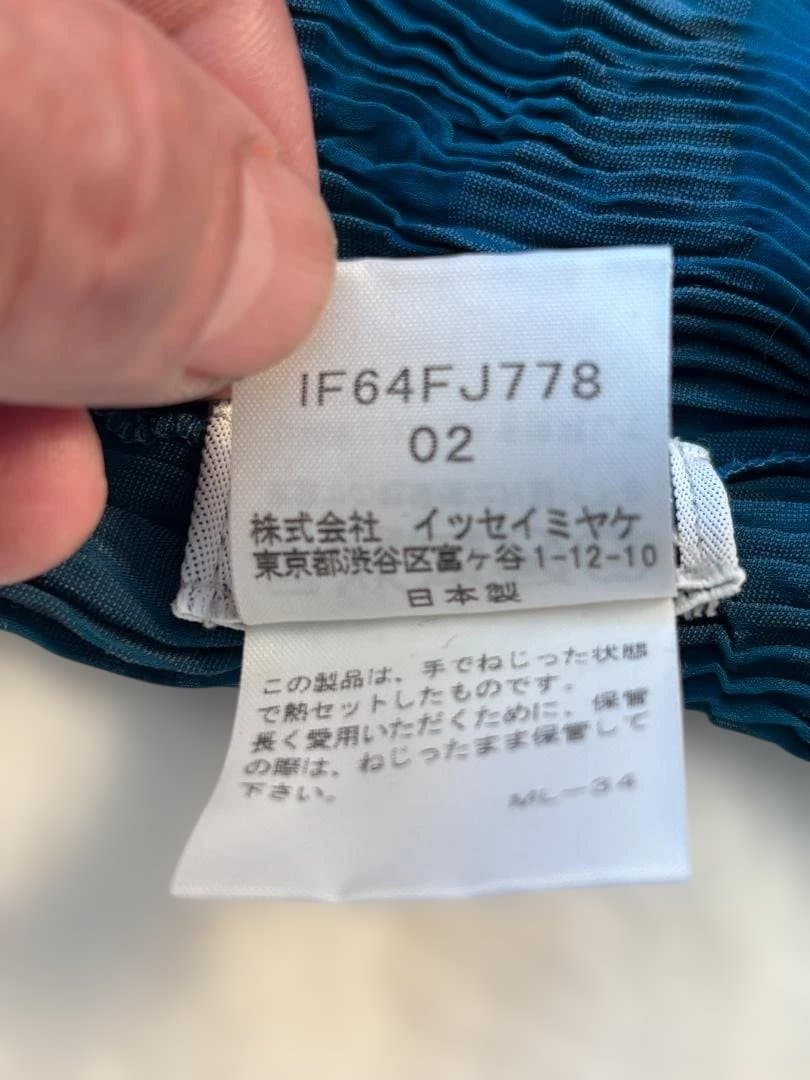 IF64FJ778
02
株式会社 イッセイミヤケ
東京都渋谷区富ヶ谷1-12-10
日本製
この製品は、手でねじった状態
で熱セットしたものです。
長く愛用いただくために、保管
の際は、ねじったまま保管して
下さい。
ML-34